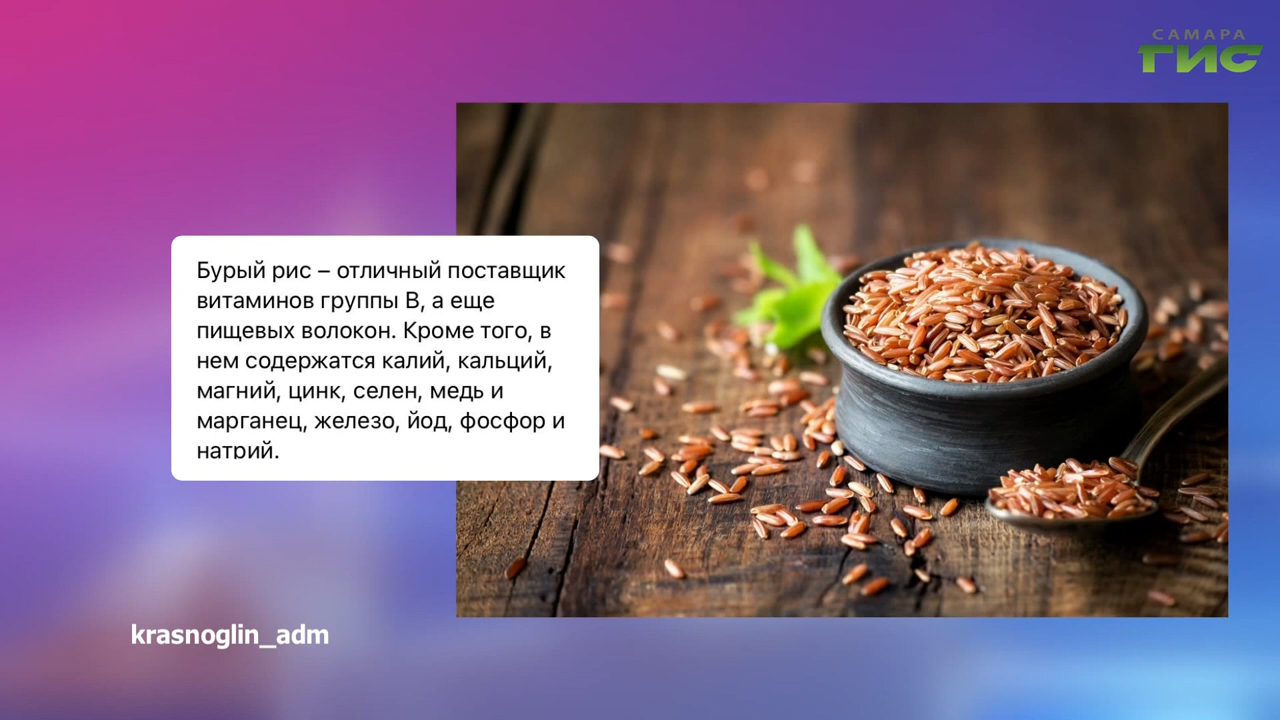 САМАРА
ГИС
Бурый рис – отличный поставщик
витаминов группы В, а еще
пищевых волокон. Кроме того, в
нем содержатся калий, кальций,
магний, цинк, селен, медь и
марганец, железо, йод, фосфор и
натрий.
krasnoglin_adm